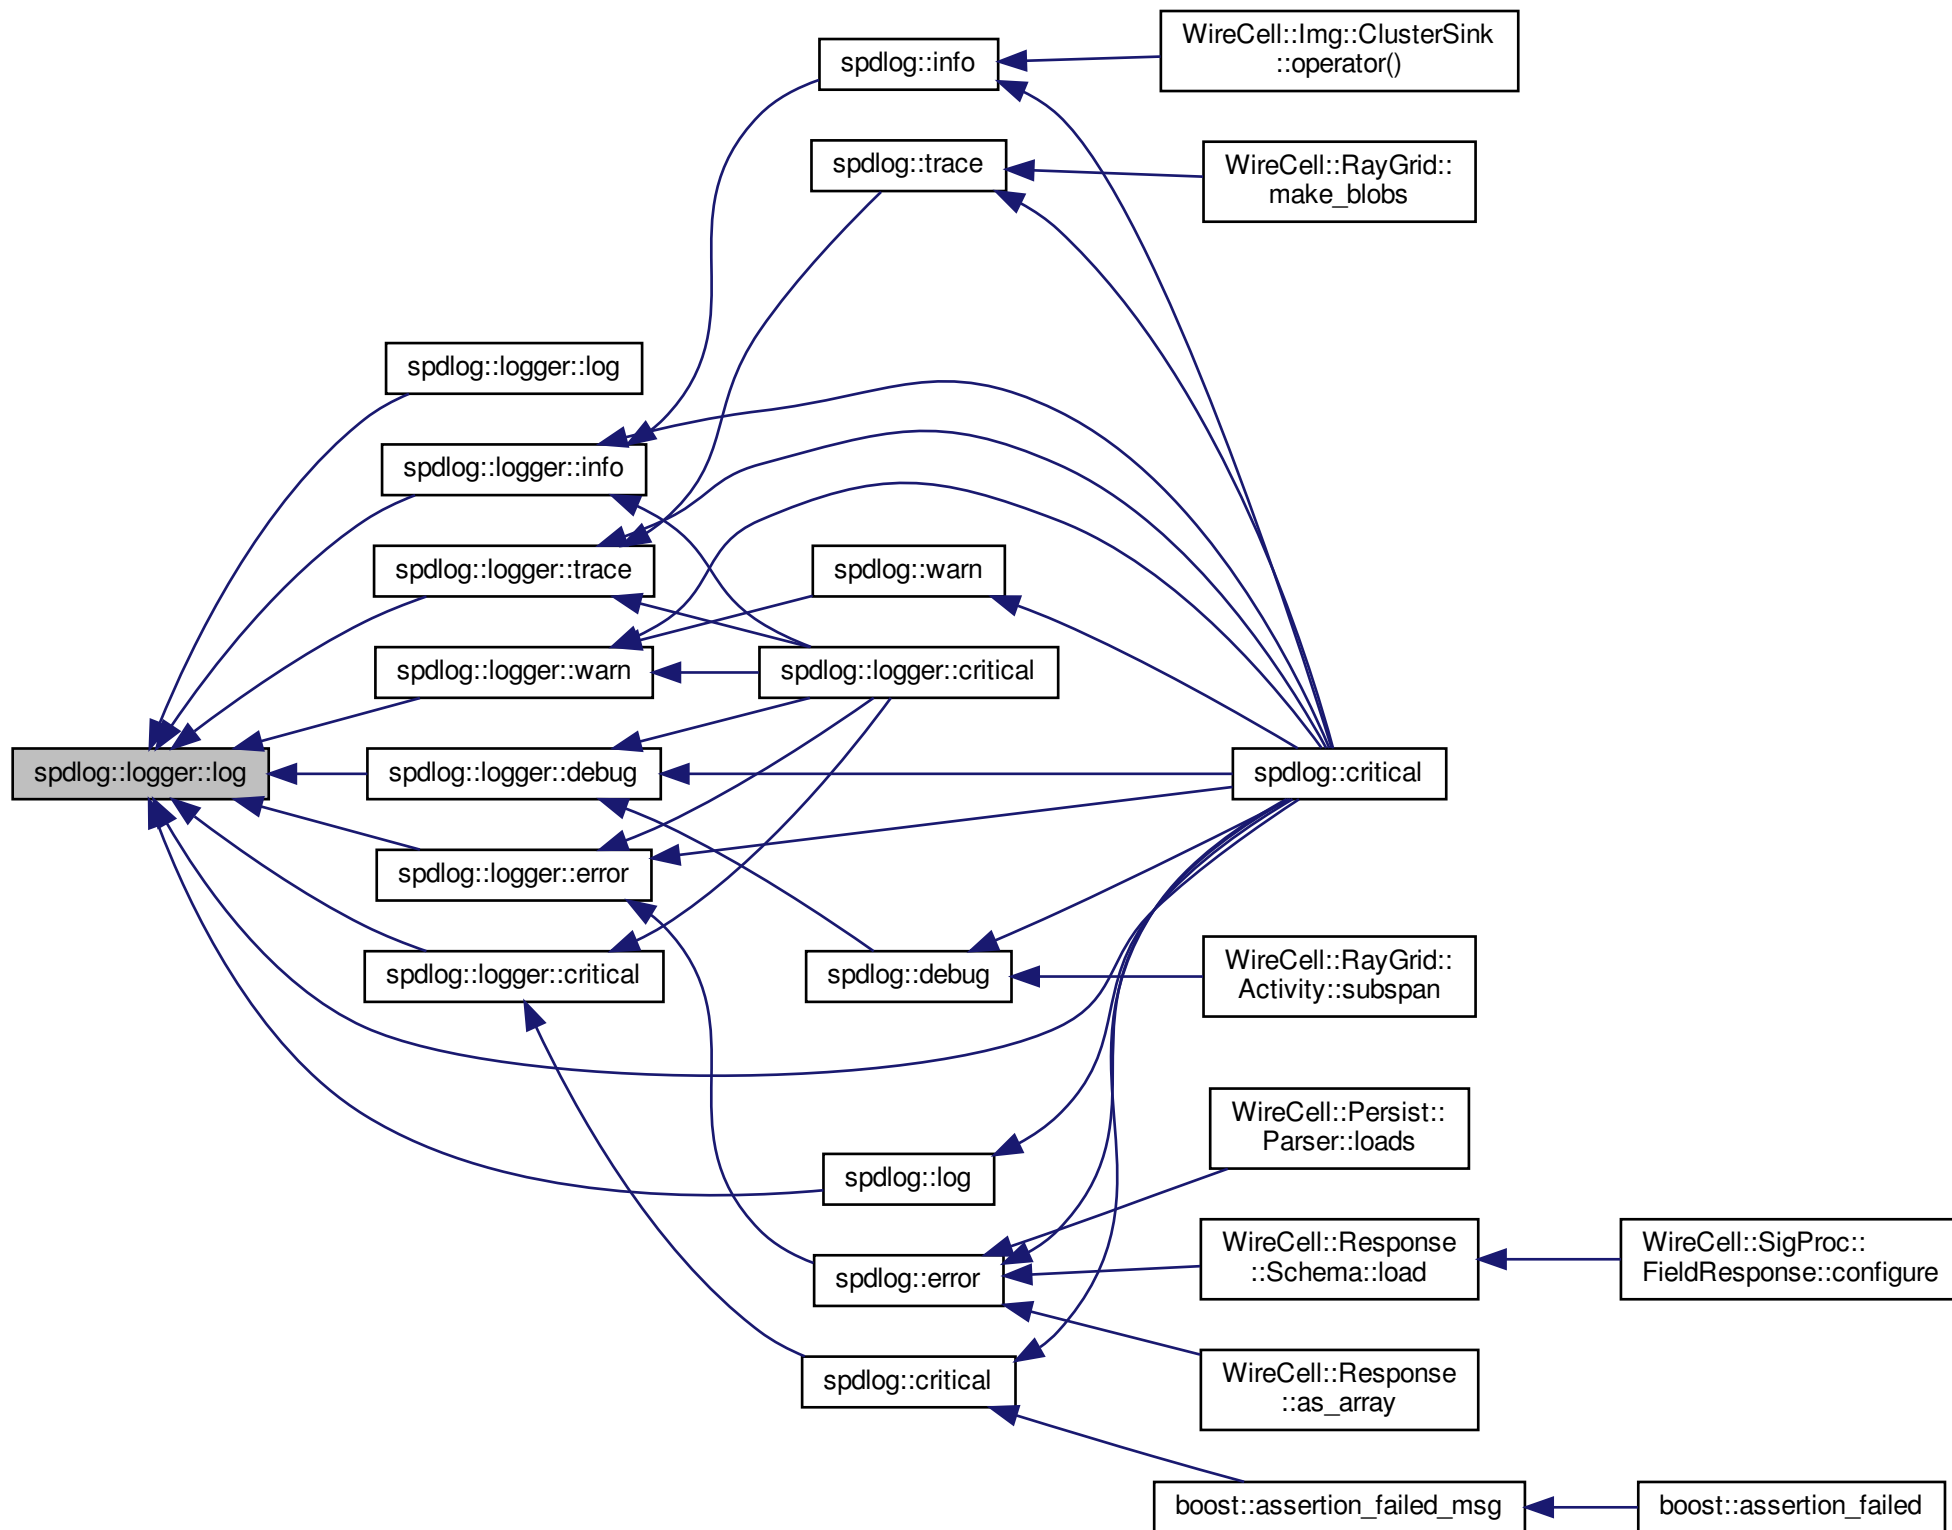 WireCell::Img::ClusterSink
::operator()
spdlog::info
spdlog::trace
WireCell::RayGrid::
make_blobs
spdlog::logger::log
spdlog::logger::info
spdlog::logger::trace
spdlog::warn
spdlog::logger::warn
spdlog::logger::critical
spdlog::logger::log
spdlog::logger::debug
spdlog::critical
spdlog::logger::error
spdlog::logger::critical
spdlog::debug
WireCell::RayGrid::
Activity::subspan
WireCell::Persist::
Parser::loads
spdlog::log
spdlog::error
WireCell::Response
::Schema::load
WireCell::SigProc::
FieldResponse::configure
spdlog::critical
WireCell::Response
::as_array
boost::assertion_failed_msg
boost::assertion_failed